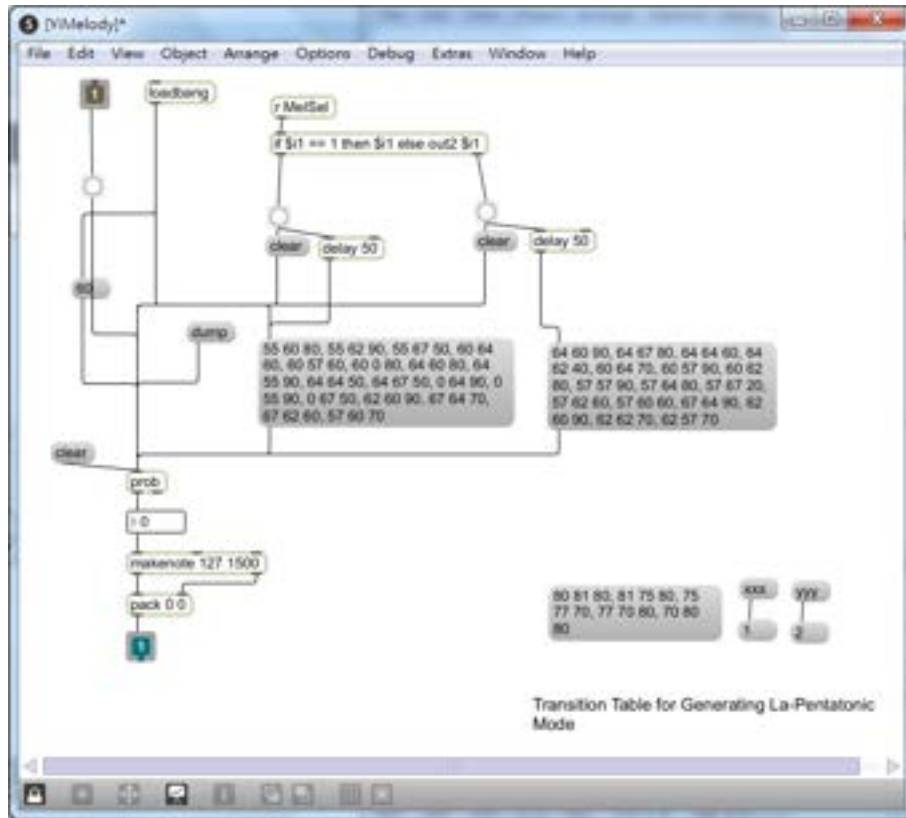 [YiMelody]*
File Edit View Object Arrange Options Debug Extras Window Help
1
loadbang
r MelSel
if $i1 == 1 then $i1 else out2 $i1
clear
delay 50
clear
delay 50
60
dump
55 60 80, 55 62 90, 55 67 50, 60 64
60, 60 57 60, 60 0 80, 64 60 80, 64
55 90, 64 64 50, 64 67 50, 0 64 90, 0
55 90, 0 67 50, 62 60 90, 67 64 70,
67 62 60, 57 60 70
64 60 90, 64 67 80, 64 64 60, 64
62 40, 60 64 70, 60 57 90, 60 62
80, 57 57 90, 57 64 80, 57 67 20,
57 62 60, 57 60 60, 67 64 90, 62
60 90, 62 62 70, 62 57 70
clear
prob
0
makenote 127 1500
pack 0 0
1
80 81 80, 81 75 80, 75
77 70, 77 70 80, 70 80
80
xxx
yyy
1
2
Transition Table for Generating La-Pentatonic
Mode